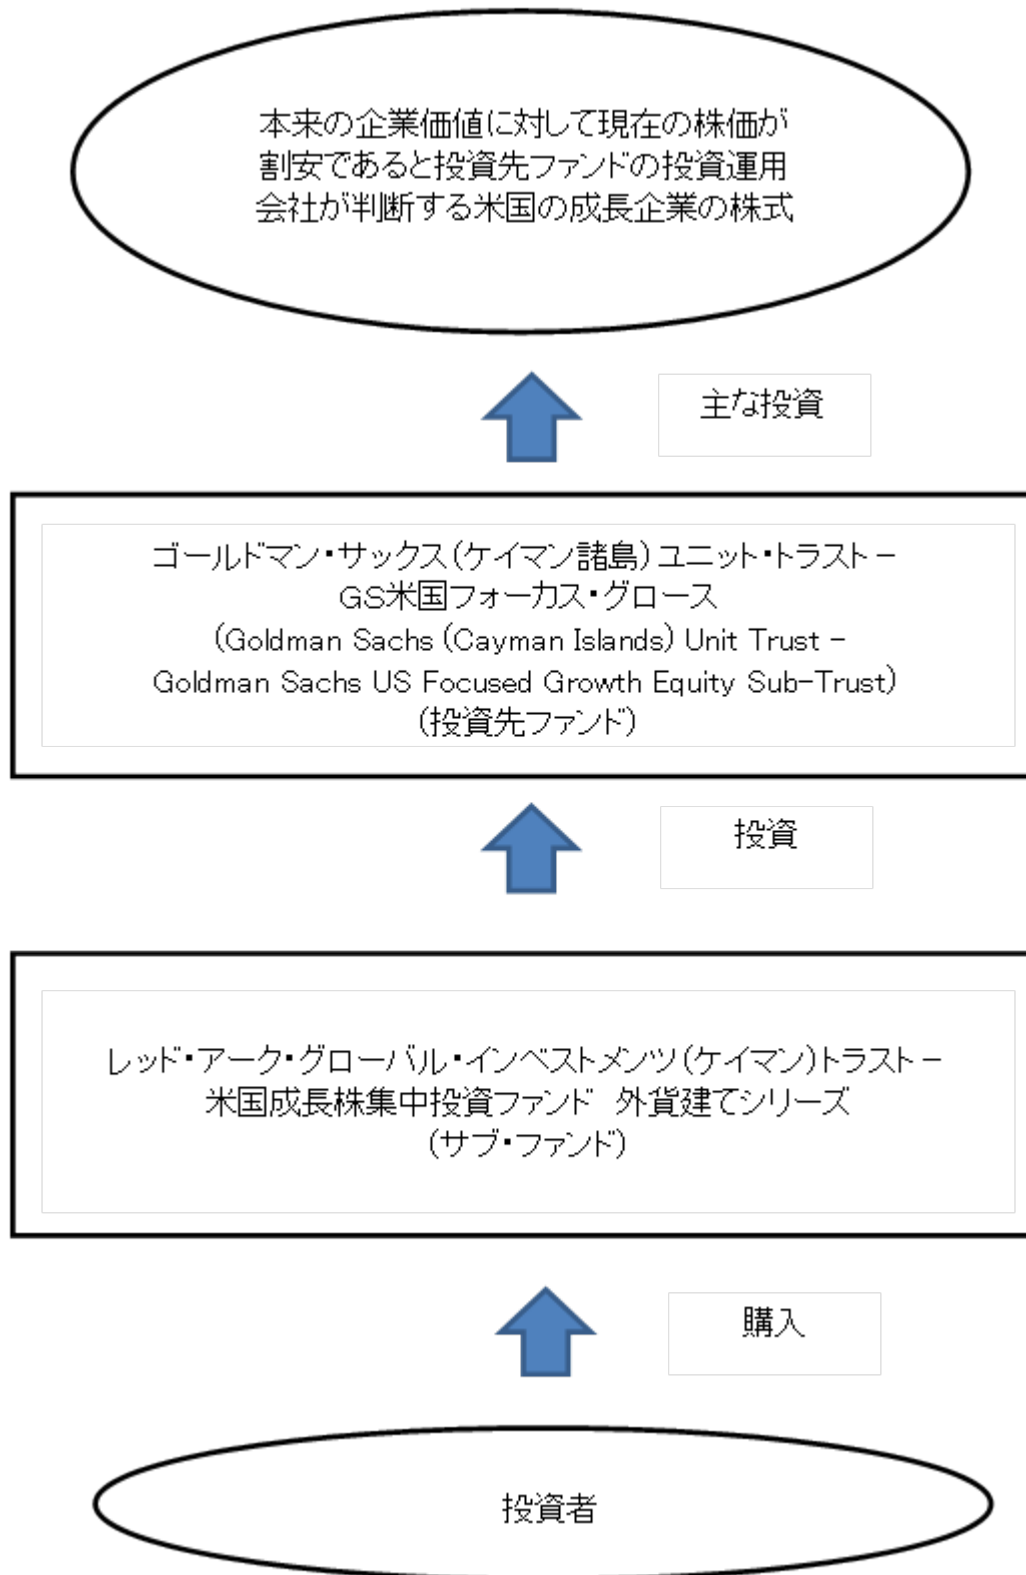 本来の企業価値に対して現在の株価が
割安であると投資先ファンドの投資運用
会社が判断する米国の成長企業の株式
主な投資
ゴールドマン・サックス(ケイマン諸島)ユニット・トラスト－
GS米国フォーカス・グロース
(Goldman Sachs (Cayman Islands) Unit Trust －
Goldman Sachs US Focused Growth Equity Sub-Trust)
(投資先ファンド)
投資
レッド・アーク・グローバル・インベストメンツ(ケイマン)トラスト－
米国成長株集中投資ファンド 外貨建てシリーズ
(サブ・ファンド)
購入
投資者